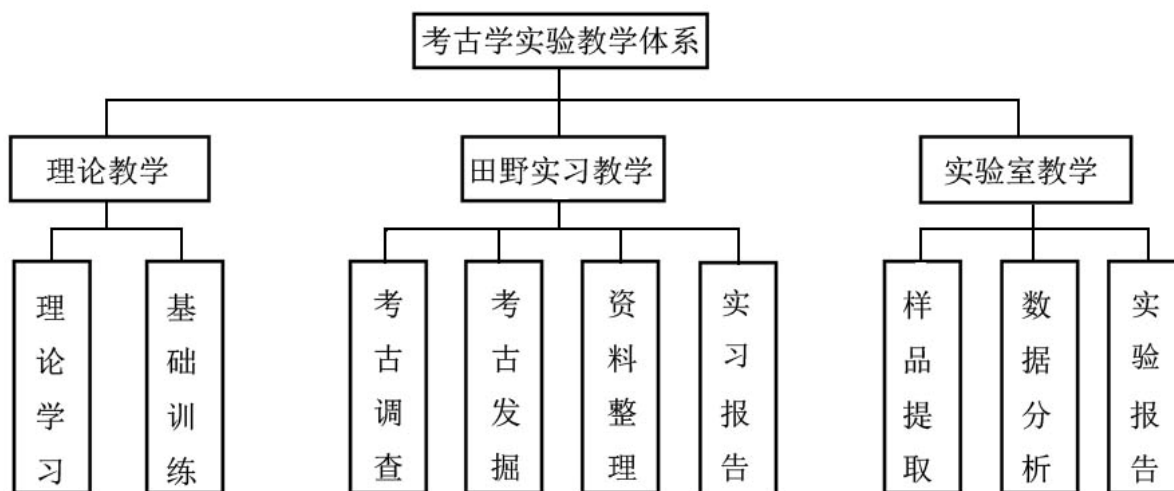 考古学实验教学体系
理论教学
田野实习教学
实验室教学
理论学习
基础训练
考古调查
考古发掘
资料整理
实习报告
样品提取
数据分析
实验报告